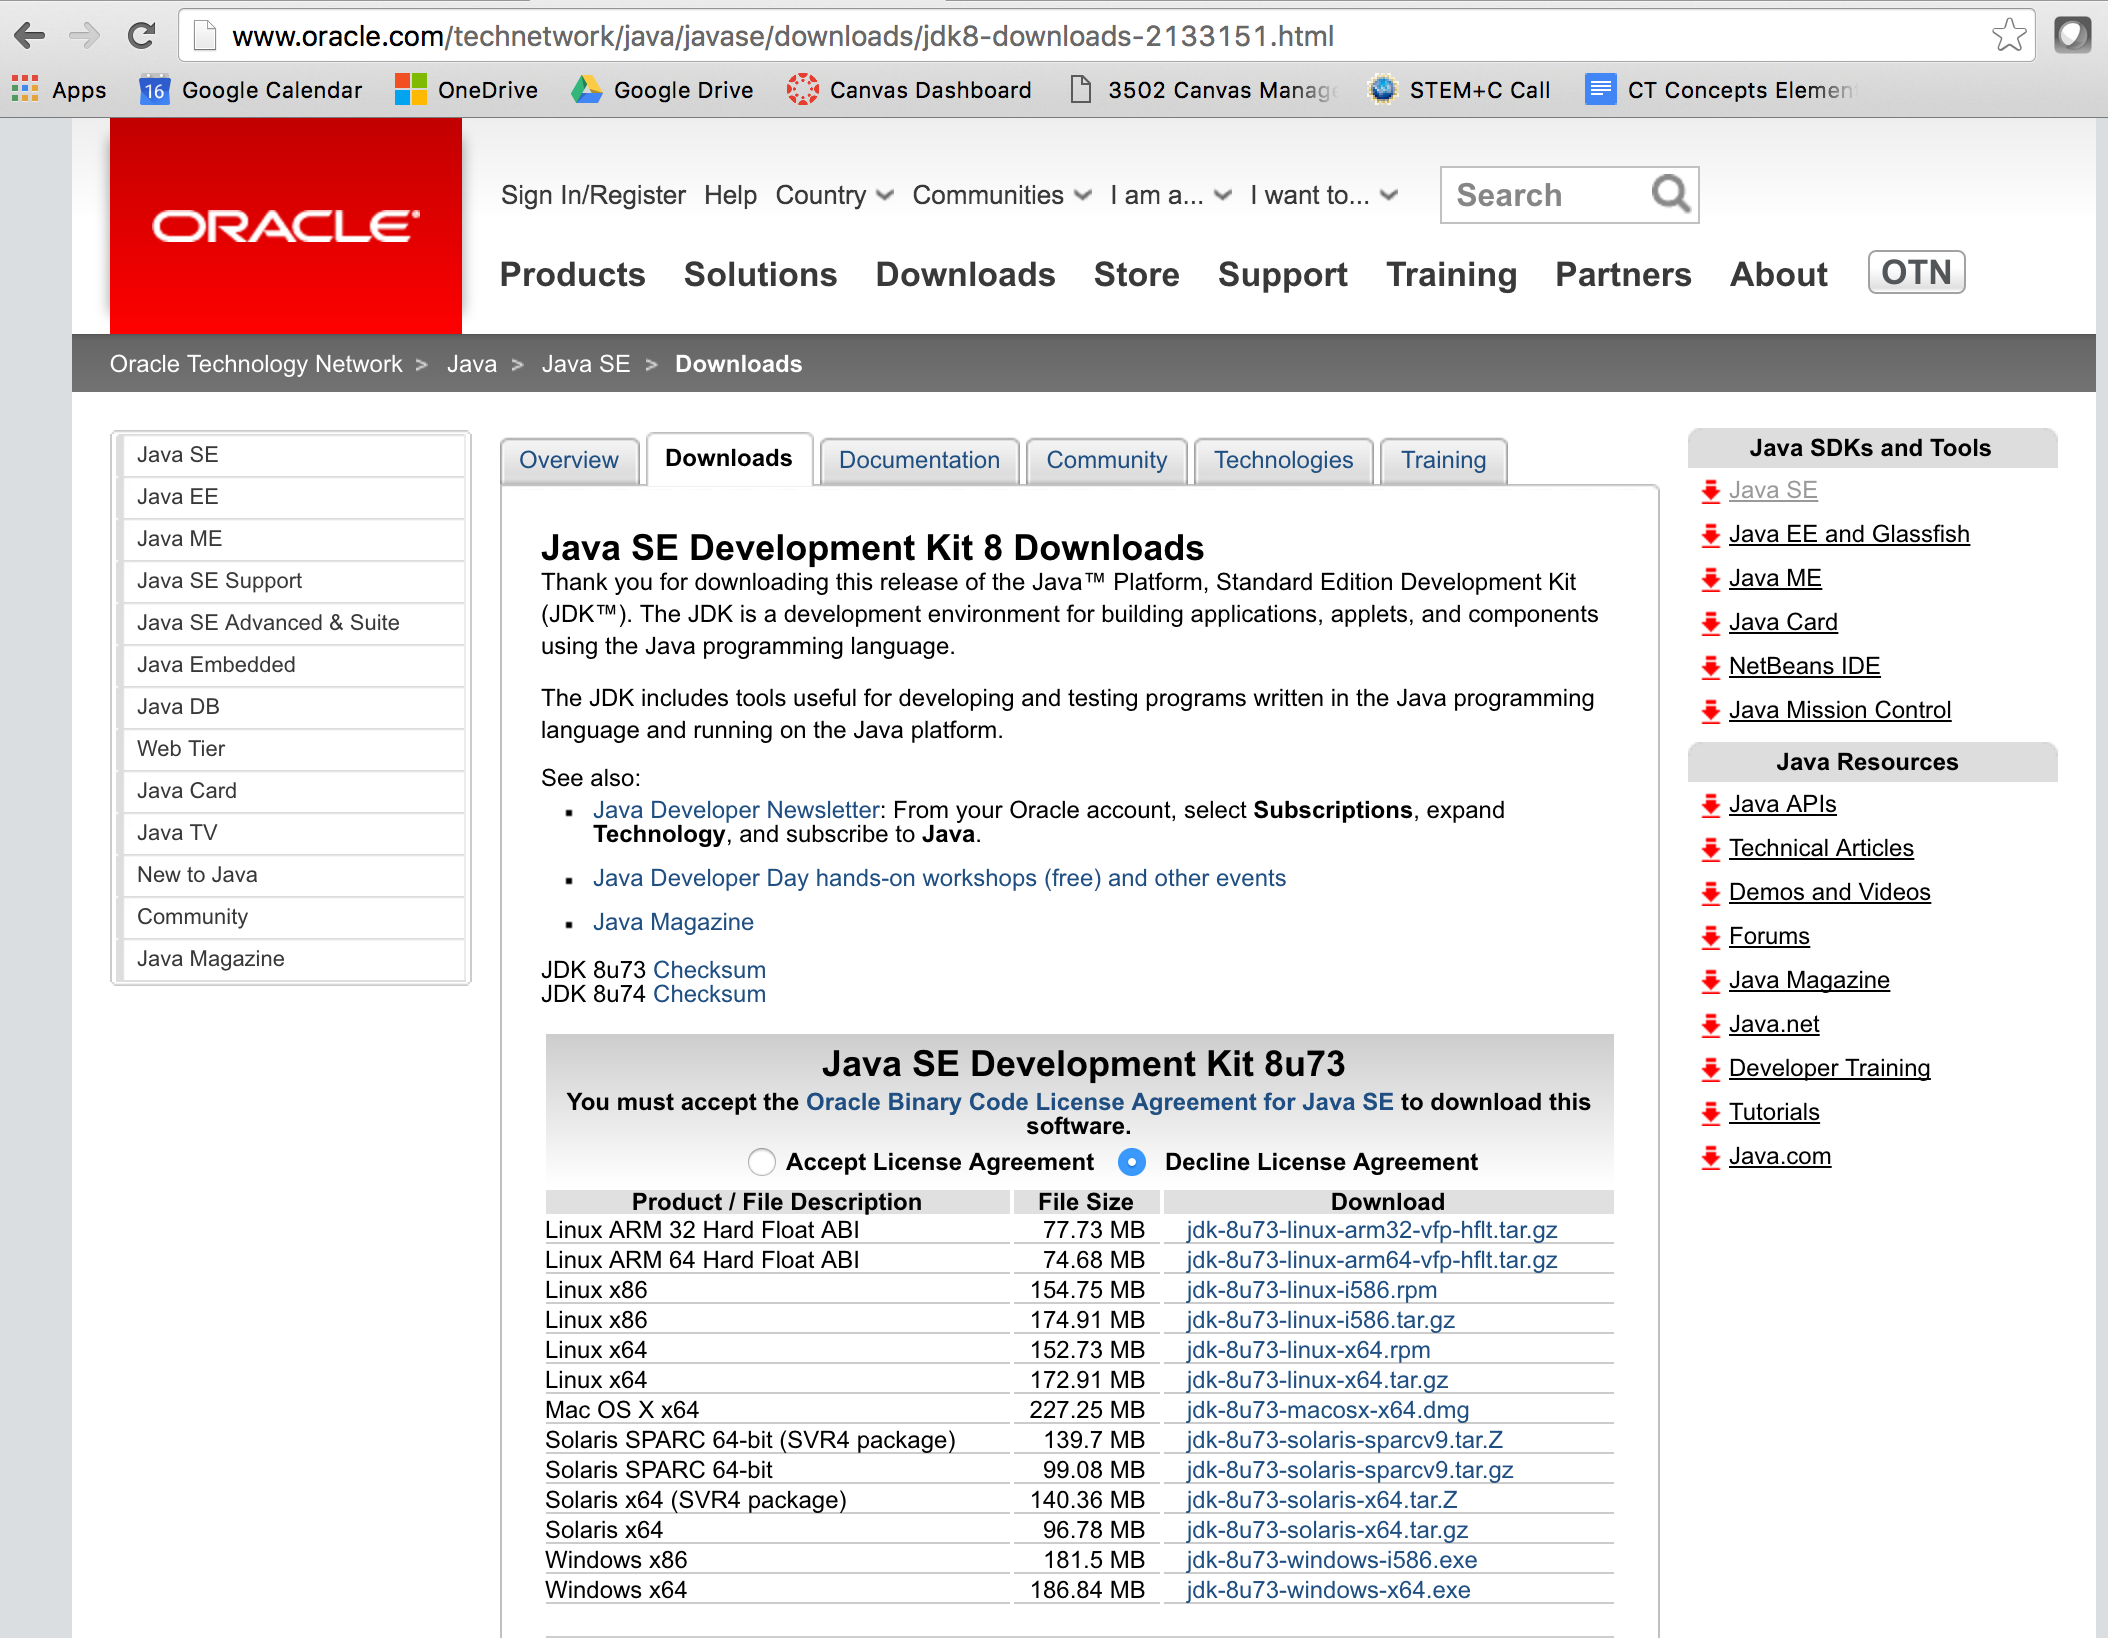 www.oracle.com/technetwork/java/javase/downloads/jdk8-downloads-2133151.html
Apps
16
Google Calendar
OneDrive
Google Drive
Canvas Dashboard
3502 Canvas Manag
STEM+C Call
CT Concepts Elemen
ORACLE
Sign In/Register Help Country Communities I am a... I want to...
Search
Products Solutions Downloads Store Support Training Partners About OTN
Oracle Technology Network > Java > Java SE > Downloads
Java SE
Java EE
Java ME
Java SE Support
Java SE Advanced & Suite
Java Embedded
Java DB
Web Tier
Java Card
Java TV
New to Java
Community
Java Magazine
Overview Downloads Documentation Community Technologies Training
Java SE Development Kit 8 Downloads
Thank you for downloading this release of the Java™ Platform, Standard Edition Development Kit
(JDK™). The JDK is a development environment for building applications, applets, and components
using the Java programming language.
The JDK includes tools useful for developing and testing programs written in the Java programming
language and running on the Java platform.
See also:
▪ Java Developer Newsletter: From your Oracle account, select Subscriptions, expand
Technology, and subscribe to Java.
▪ Java Developer Day hands-on workshops (free) and other events
▪ Java Magazine
JDK 8u73 Checksum
JDK 8u74 Checksum
Java SE Development Kit 8u73
You must accept the Oracle Binary Code License Agreement for Java SE to download this
software.
Accept License Agreement Decline License Agreement
Product / File Description File Size Download
Linux ARM 32 Hard Float ABI 77.73 MB jdk-8u73-linux-arm32-vfp-hflt.tar.gz
Linux ARM 64 Hard Float ABI 74.68 MB jdk-8u73-linux-arm64-vfp-hflt.tar.gz
Linux x86 154.75 MB jdk-8u73-linux-i586.rpm
Linux x86 174.91 MB jdk-8u73-linux-i586.tar.gz
Linux x64 152.73 MB jdk-8u73-linux-x64.rpm
Linux x64 172.91 MB jdk-8u73-linux-x64.tar.gz
Mac OS X x64 227.25 MB jdk-8u73-macosx-x64.dmg
Solaris SPARC 64-bit (SVR4 package) 139.7 MB jdk-8u73-solaris-sparcv9.tar.Z
Solaris SPARC 64-bit 99.08 MB jdk-8u73-solaris-sparcv9.tar.gz
Solaris x64 (SVR4 package) 140.36 MB jdk-8u73-solaris-x64.tar.Z
Solaris x64 96.78 MB jdk-8u73-solaris-x64.tar.gz
Windows x86 181.5 MB jdk-8u73-windows-i586.exe
Windows x64 186.84 MB jdk-8u73-windows-x64.exe
Java SDKs and Tools
Java SE
Java EE and Glassfish
Java ME
Java Card
NetBeans IDE
Java Mission Control
Java Resources
Java APIs
Technical Articles
Demos and Videos
Forums
Java Magazine
Java.net
Developer Training
Tutorials
Java.com